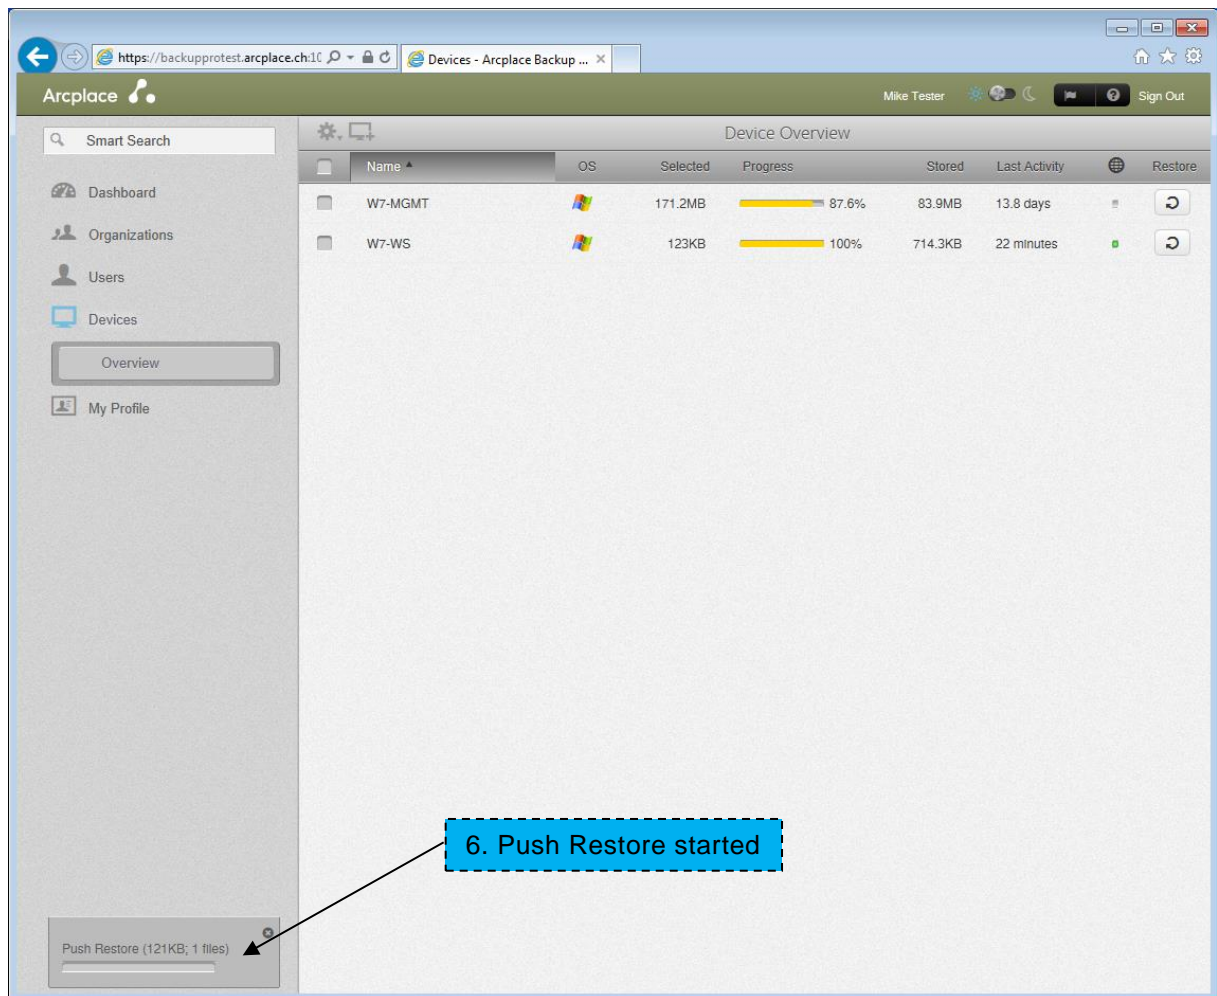 https://backupprotest.arcplace.ch:10
Devices - Arcplace Backup ...
Arcplace
Mike Tester
Sign Out
Smart Search
Device Overview
Name OS Selected Progress Stored Last Activity Restore
Dashboard
W7-MGMT 171.2MB 87.6% 83.9MB 13.8 days
Organizations
W7-WS 123KB 100% 714.3KB 22 minutes
Users
Devices
Overview
My Profile
6. Push Restore started
Push Restore (121KB; 1 files)